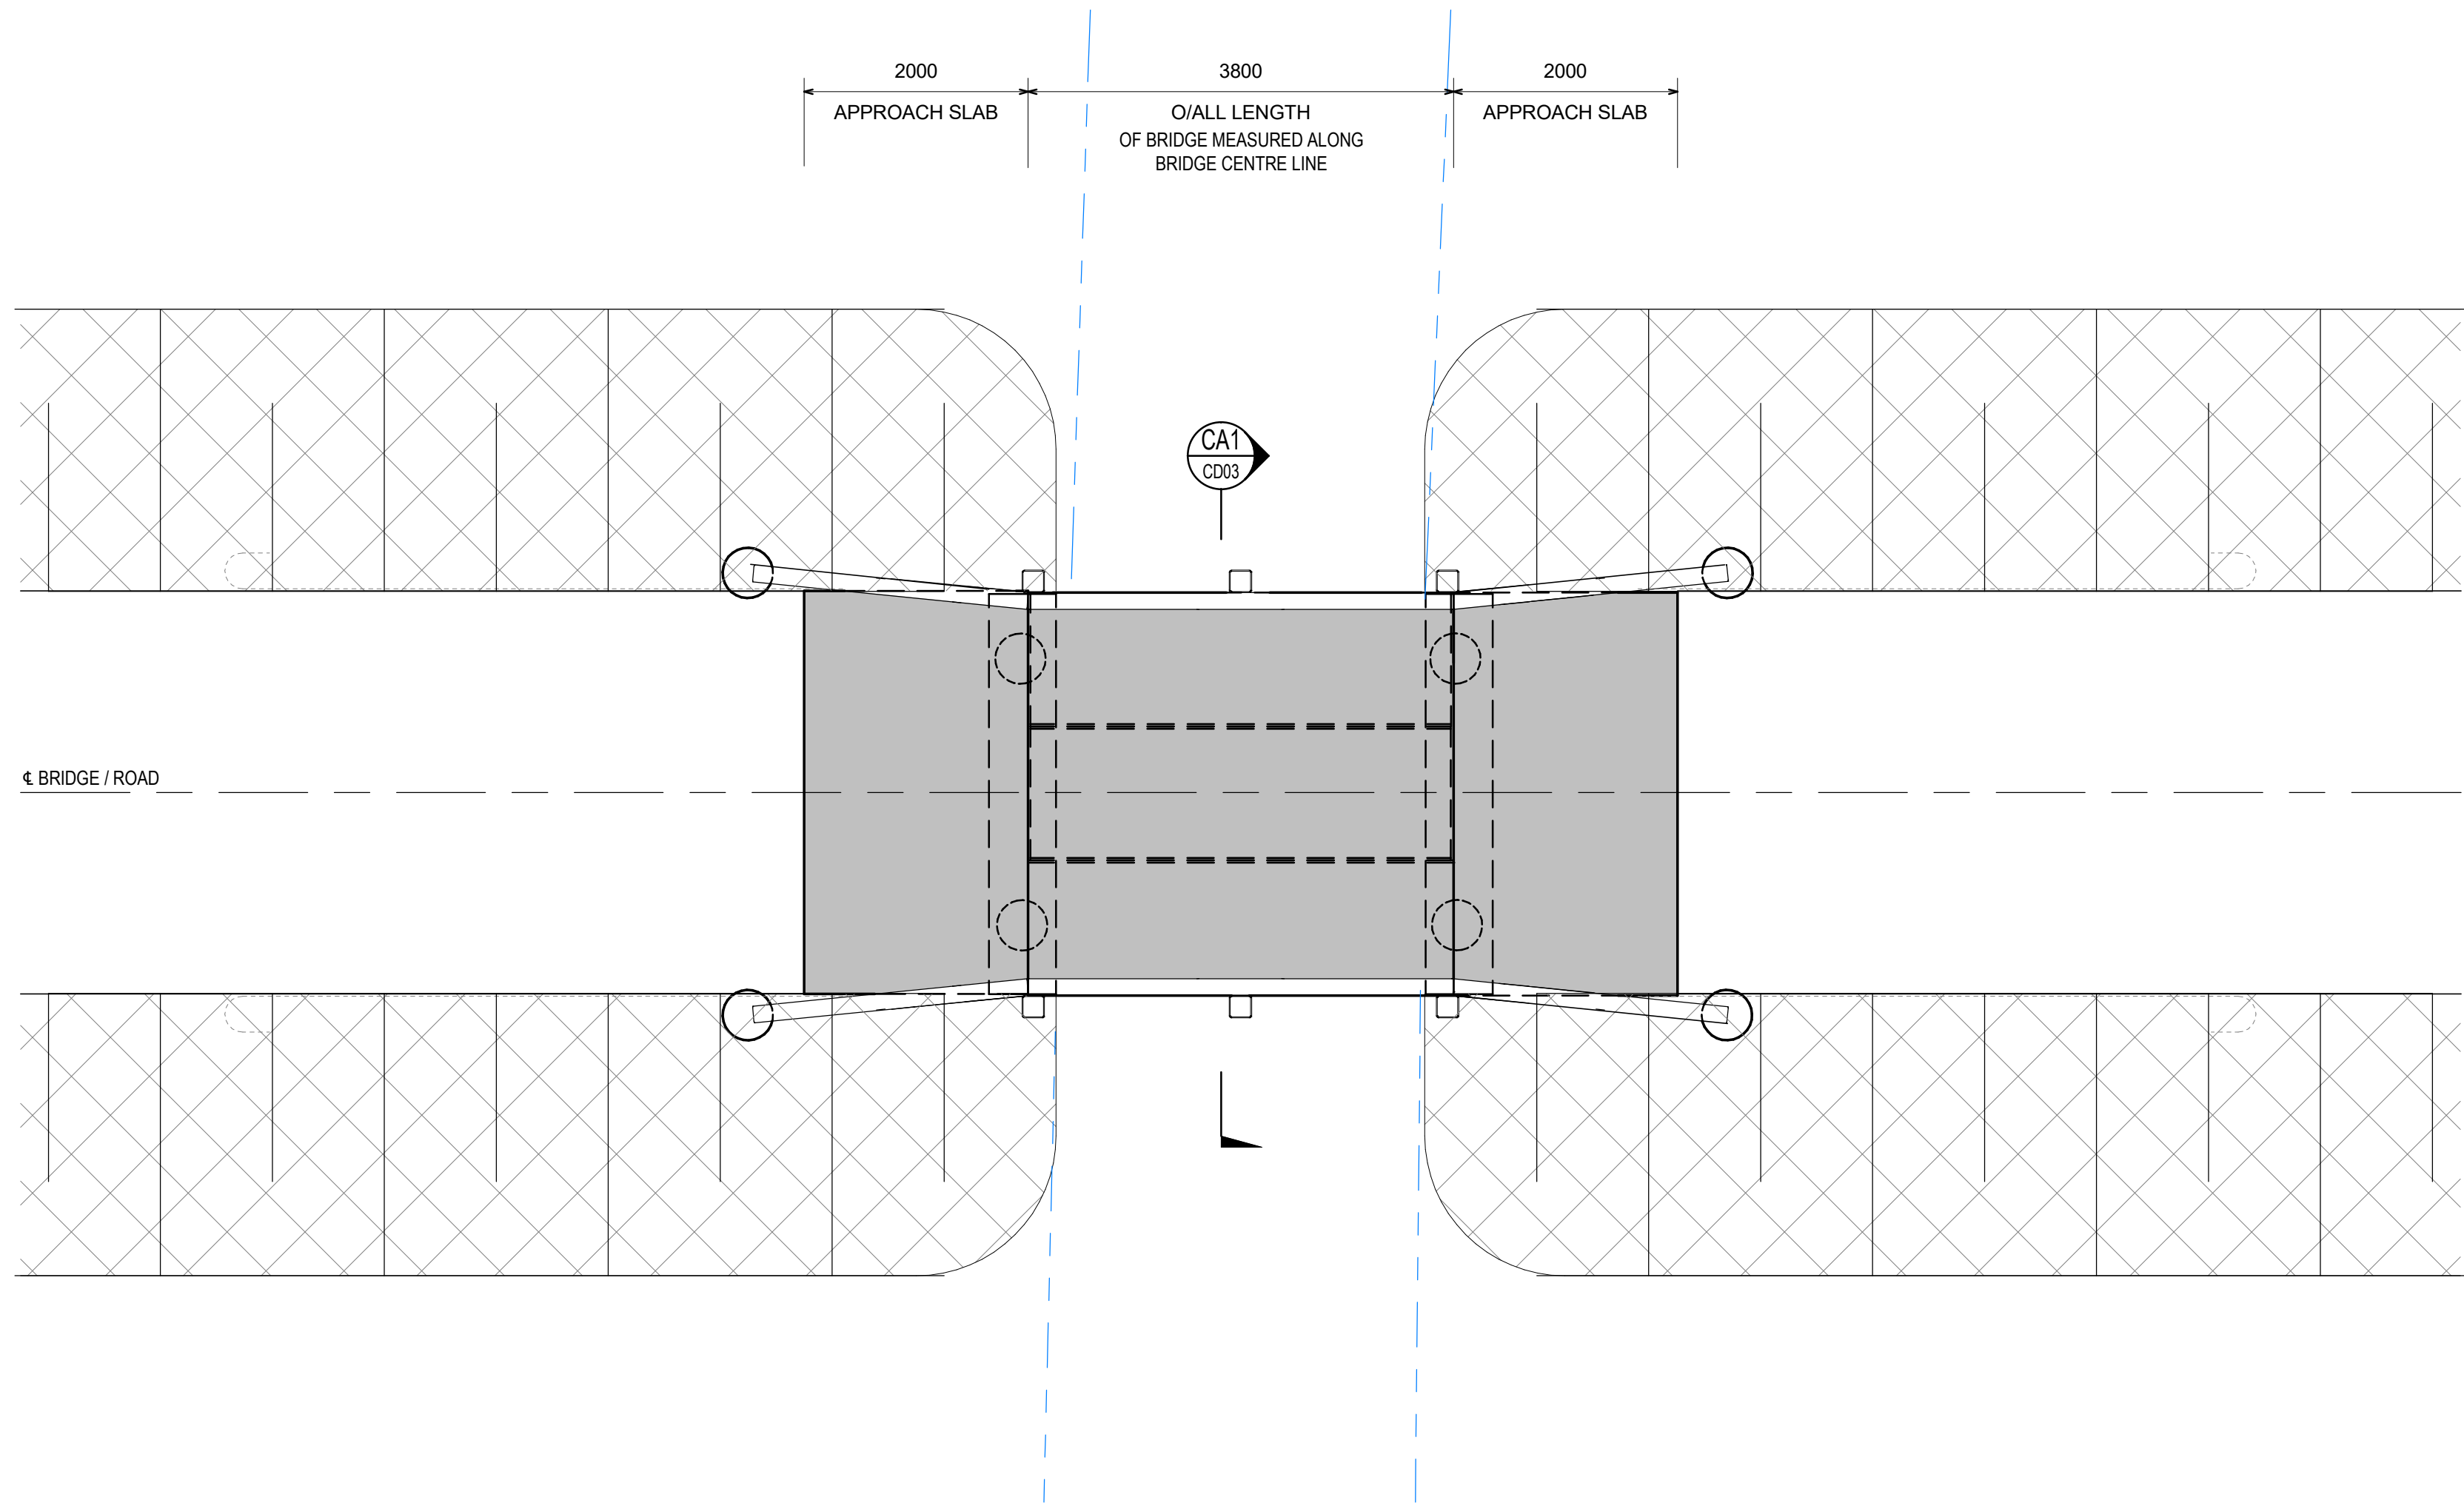 2000
3800
2000
APPROACH SLAB
O/ALL LENGTH
APPROACH SLAB
OF BRIDGE MEASURED ALONG
BRIDGE CENTRE LINE
CA1
CD03
℄ BRIDGE / ROAD